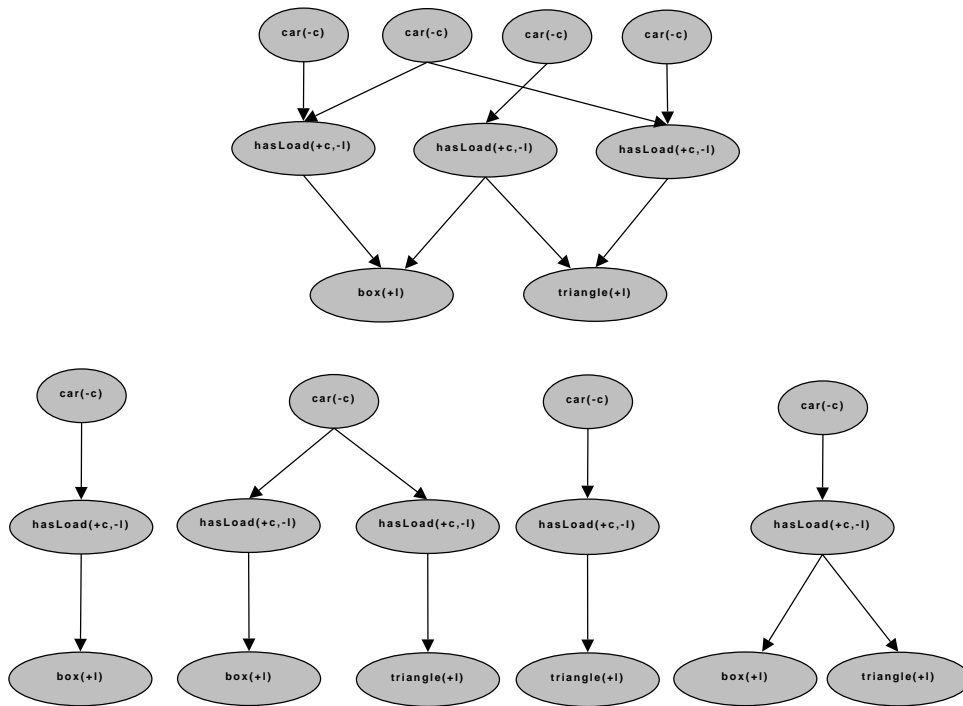 car(-c) car(-c) car(-c) car(-c)
hasLoad(+c,-l) hasLoad(+c,-l) hasLoad(+c,-l)
box(+l) triangle(+l)
car(-c) car(-c) car(-c) car(-c)
hasLoad(+c,-l) hasLoad(+c,-l) hasLoad(+c,-l) hasLoad(+c,-l) hasLoad(+c,-l)
box(+l) box(+l) triangle(+l) triangle(+l) box(+l) triangle(+l)